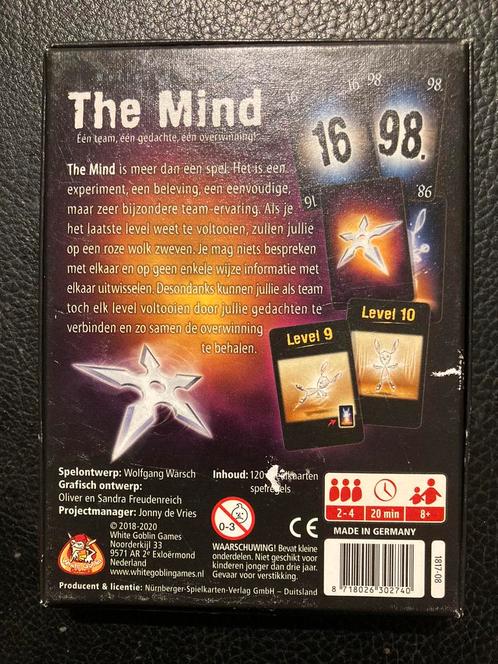 The Mind
Eén team, één gedachte, één overwinning!
16
16
98.
98.
16
98.
91
98.
The Mind is meer dan een spel. Het is een
experiment, een beleving, een eenvoudige,
maar zeer bijzondere team-ervaring. Als je
het laatste level weet te voltooien, zullen jullie
op een roze wolk zweven. Je mag niets bespreken
met elkaar en op geen enkele wijze informatie met
elkaar uitwisselen. Desondanks kunnen jullie als team
toch elk level voltooien door jullie gedachten te
verbinden en zo samen de overwinning
te behalen.
Level 9
Level 10
Spelontwerp: Wolfgang Warsch
Grafisch ontwerp:
Oliver en Sandra Freudenreich
Projectmanager: Jonny de Vries
Inhoud: 120
spelregels
0-3
CE
2-4
20 min
8+
MADE IN GERMANY
© 2018-2020
White Goblin Games
Noorderkijl 33
9571 AR 2e Exloërmond
Nederland
www.whitegoblingames.nl
WAARSCHUWING! Bevat kleine
onderdelen. Niet geschikt voor
kinderen jonger dan drie jaar.
Gevaar voor verstikking.
Producent & licentie: Nürnberger-Spielkarten-Verlag GmbH – Duitsland
8 718026 302740
1817-08